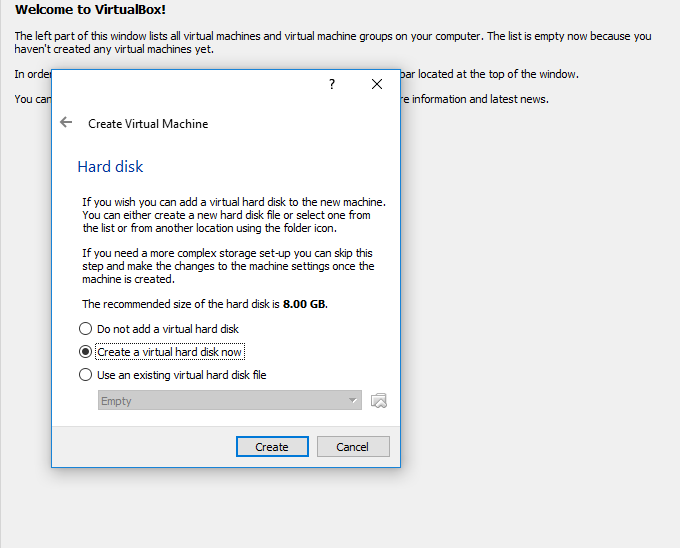 Welcome to VirtualBox!
The left part of this window lists all virtual machines and virtual machine groups on your computer. The list is empty now because you
haven't created any virtual machines yet.
In orde
bar located at the top of the window.
You can
re information and latest news.
?
Create Virtual Machine
Hard disk
If you wish you can add a virtual hard disk to the new machine.
You can either create a new hard disk file or select one from
the list or from another location using the folder icon.
If you need a more complex storage set-up you can skip this
step and make the changes to the machine settings once the
machine is created.
The recommended size of the hard disk is 8.00 GB.
Do not add a virtual hard disk
Create a virtual hard disk now
Use an existing virtual hard disk file
Empty
Create
Cancel